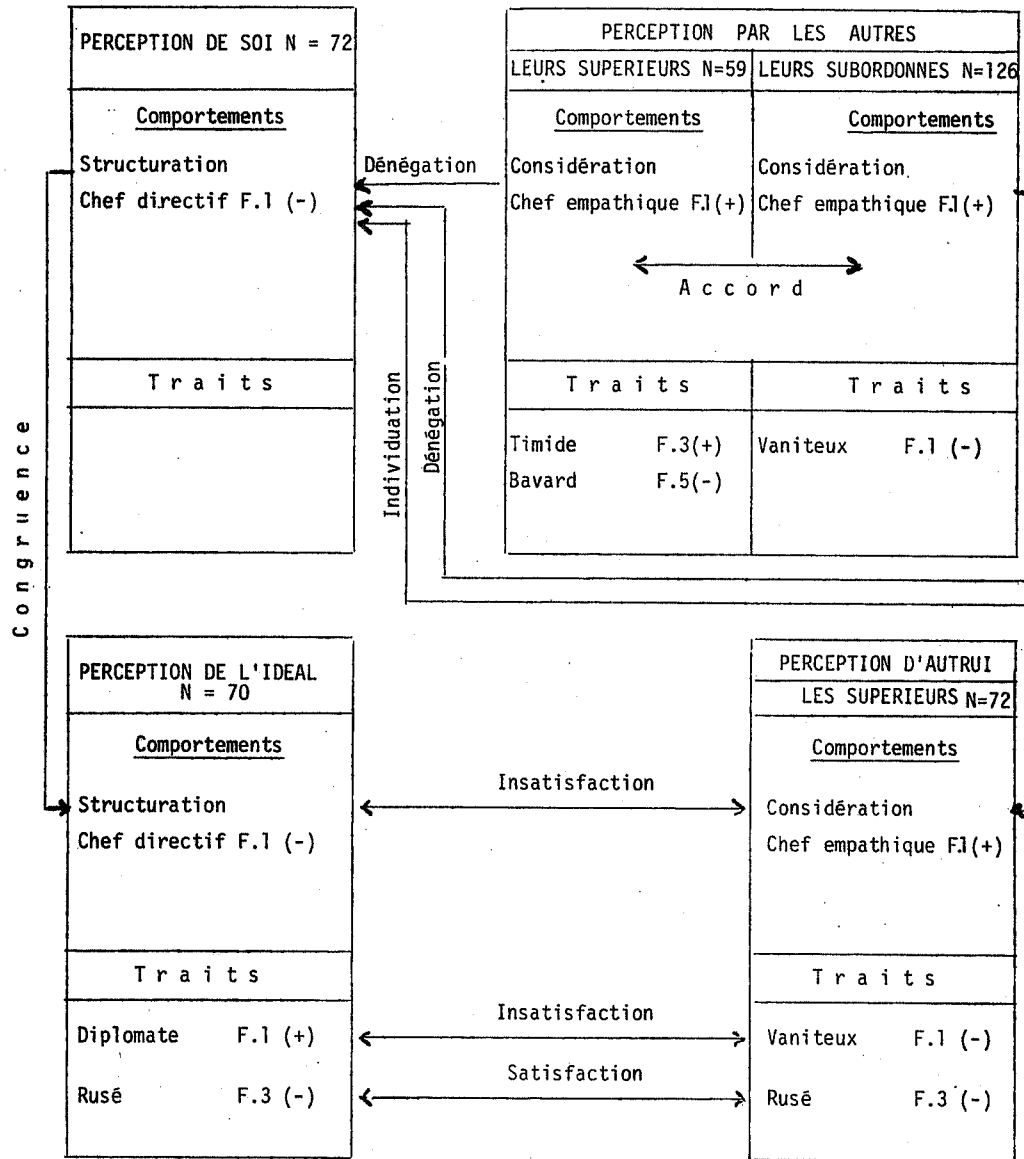 PERCEPTION DE SOI N = 72
Comportements
Structuration
Chef directif F.1 (-)
Traits
Dénégation
PERCEPTION PAR LES AUTRES
LEURS SUPERIEURS N=59
Comportements
Considération
Chef empathique F.1(+)
LEURS SUBORDONNES N=126
Comportements
Considération
Chef empathique F.1(+)
Accord
Traits
Timide F.3(+)
Bavard F.5(-)
Traits
Vaniteux F.1 (-)
Individuation
Dénégation
Congruence
PERCEPTION DE L'IDEAL
N = 70
Comportements
Structuration
Chef directif F.1 (-)
Traits
Diplomate F.1 (+)
Rusé F.3 (-)
Insatisfaction
Insatisfaction
Satisfaction
PERCEPTION D'AUTRUI
LES SUPERIEURS N=72
Comportements
Considération
Chef empathique F.1(+)
Traits
Vaniteux F.1 (-)
Rusé F.3 (-)